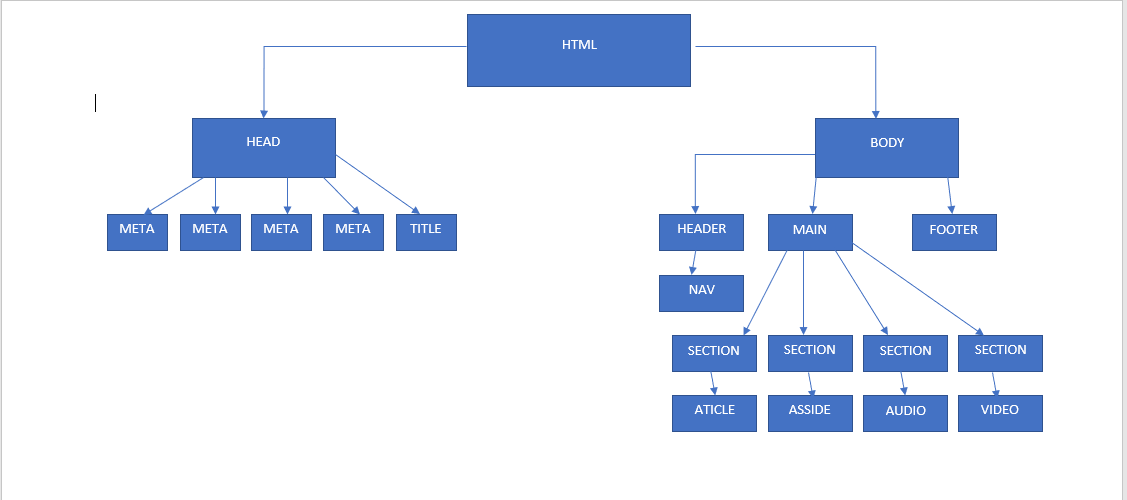 HTML
HEAD
BODY
META
META
META
META
TITLE
HEADER
MAIN
FOOTER
NAV
SECTION
SECTION
SECTION
SECTION
ATICLE
ASSIDE
AUDIO
VIDEO